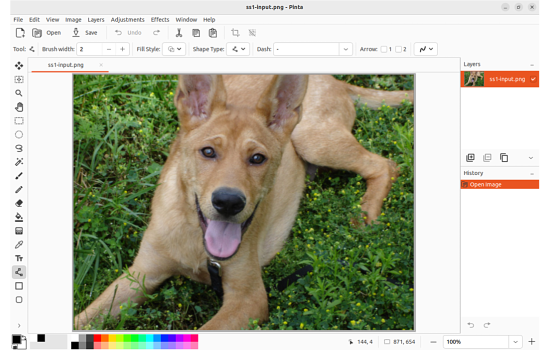 ss1-input.png - Pinta
File Edit View Image Layers Adjustments Effects Window Help
Open Save Undo
Tool: Brush width: 2 - + Fill Style: Shape Type: Dash: - Arrow: 1 2
ss1-input.png
Layers
ss1-input.png
History
Open Image
144, 4 871, 654 100%